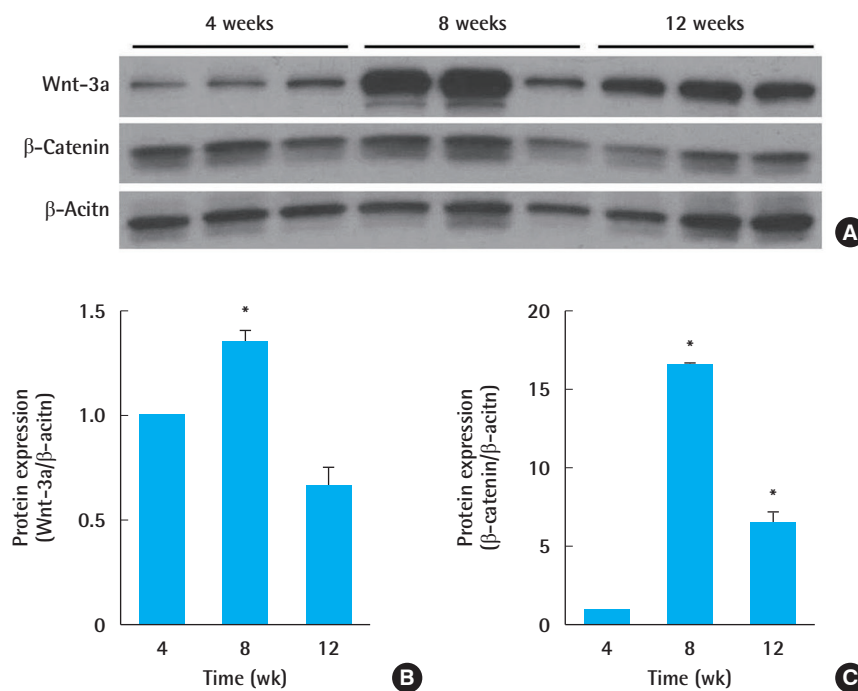 4 weeks 8 weeks 12 weeks
Wnt-3a
β-Catenin
β-Acitn
A
1.5
1.0
0.5
0
Protein expression
(Wnt-3a/β-acitn)
*
4 8 12
Time (wk)
B
20
15
10
5
0
Protein expression
(β-catenin/β-acitn)
*
*
4 8 12
Time (wk)
C